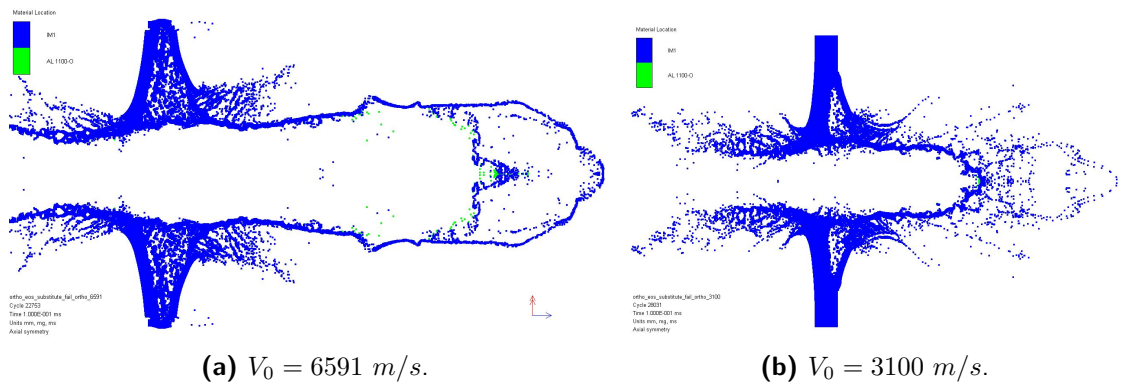 Material Location
IM1
AL 1100-O
ortho_eos_substitute_fail_ortho_6591
Cycle 22753
Time 1.000E-001 ms
Units mm, mg, ms
Axial symmetry
(a) V₀ = 6591 m/s.
Material Location
IM1
AL 1100-O
ortho_eos_substitute_fail_ortho_3100
Cycle 28031
Time 1.000E-001 ms
Units mm, mg, ms
Axial symmetry
(b) V₀ = 3100 m/s.